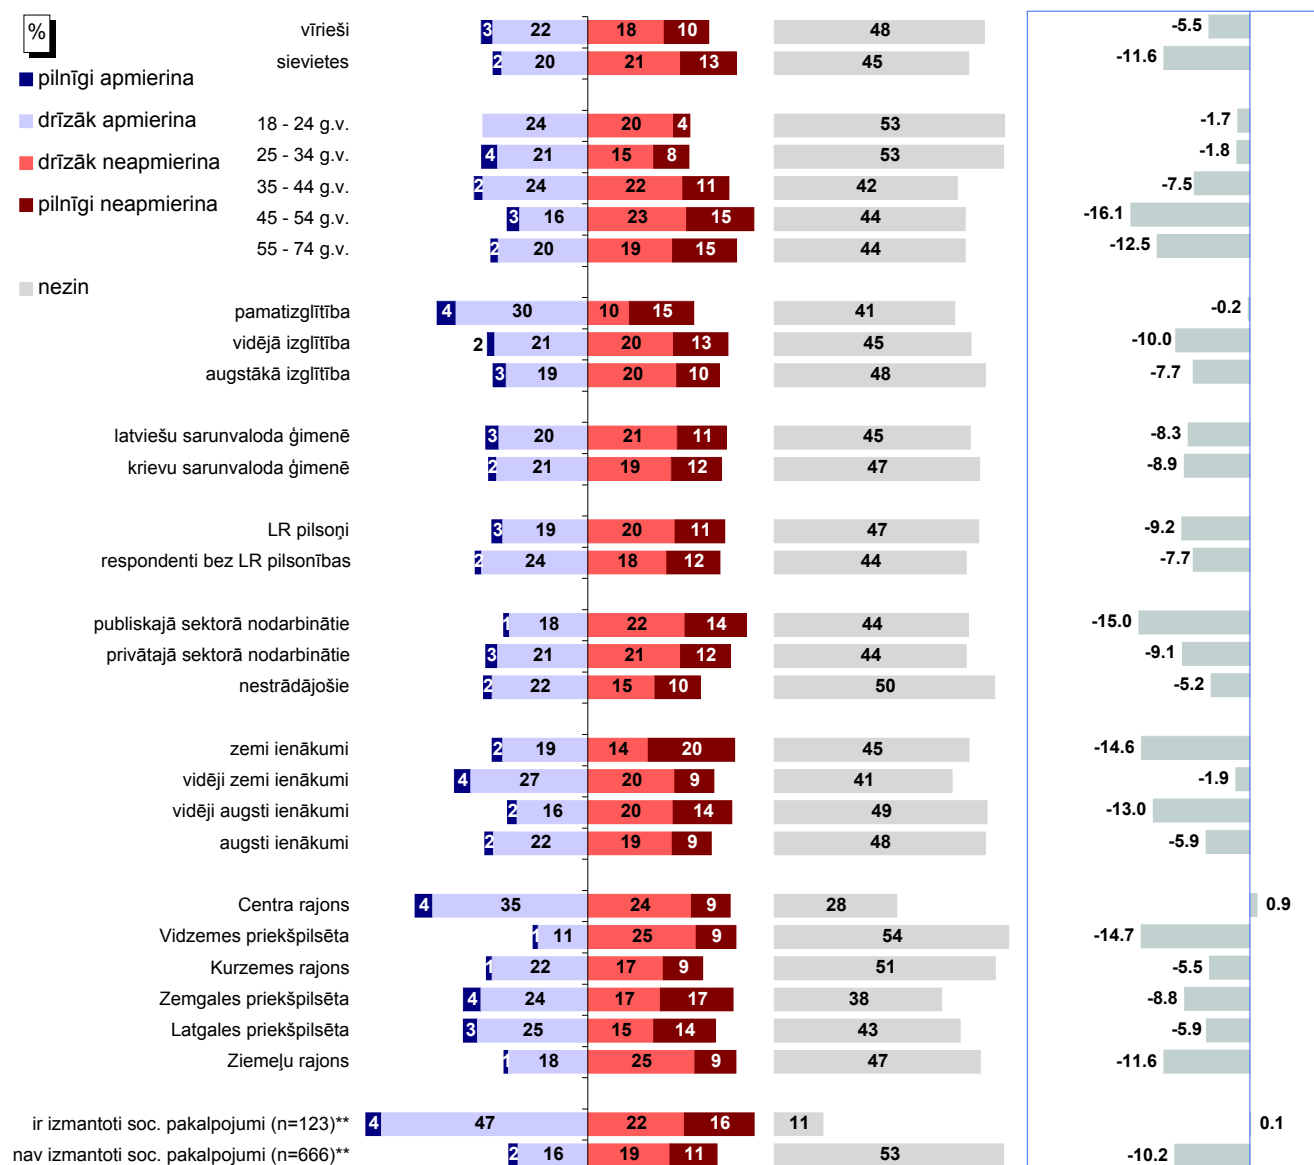 %
pilnīgi apmierina
drīzāk apmierina
drīzāk neapmierina
pilnīgi neapmierina
nezin
vīrieši 3 22 18 10 48 -5.5
sievietes 2 20 21 13 45 -11.6
18 - 24 g.v. 24 20 4 53 -1.7
25 - 34 g.v. 4 21 15 8 53 -1.8
35 - 44 g.v. 2 24 22 11 42 -7.5
45 - 54 g.v. 3 16 23 15 44 -16.1
55 - 74 g.v. 2 20 19 15 44 -12.5
pamatizglītība 4 30 10 15 41 -0.2
vidējā izglītība 2 21 20 13 45 -10.0
augstākā izglītība 3 19 20 10 48 -7.7
latviešu sarunvaloda ģimenē 3 20 21 11 45 -8.3
krievu sarunvaloda ģimenē 2 21 19 12 47 -8.9
LR pilsoņi 3 19 20 11 47 -9.2
respondenti bez LR pilsonības 2 24 18 12 44 -7.7
publiskajā sektorā nodarbinātie 1 18 22 14 44 -15.0
privātajā sektorā nodarbinātie 3 21 21 12 44 -9.1
nestrādājošie 2 22 15 10 50 -5.2
zemi ienākumi 2 19 14 20 45 -14.6
vidēji zemi ienākumi 4 27 20 9 41 -1.9
vidēji augsti ienākumi 2 16 20 14 49 -13.0
augsti ienākumi 2 22 19 9 48 -5.9
Centra rajons 4 35 24 9 28 0.9
Vidzemes priekšpilsēta 1 11 25 9 54 -14.7
Kurzemes rajons 1 22 17 9 51 -5.5
Zemgales priekšpilsēta 4 24 17 17 38 -8.8
Latgales priekšpilsēta 3 25 15 14 43 -5.9
Ziemeļu rajons 1 18 25 9 47 -11.6
ir izmantoti soc. pakalpojumi (n=123)** 4 47 22 16 11 0.1
nav izmantoti soc. pakalpojumi (n=666)** 2 16 19 11 53 -10.2